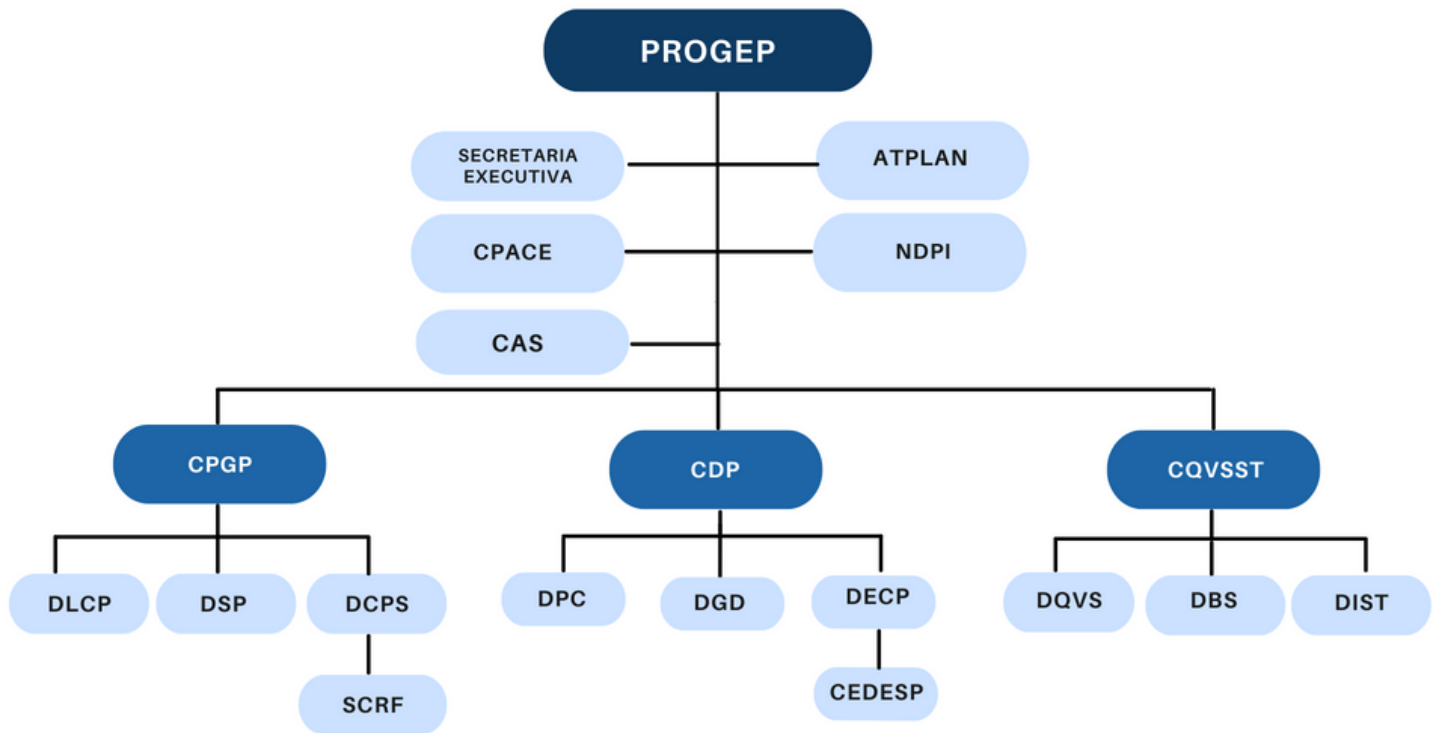 PROGEP
SECRETARIA
EXECUTIVA
ATPLAN
CPACE
NDPI
CAS
CPGP
CDP
CQVSST
DLCP
DSP
DCPS
DPC
DGD
DECP
DQVS
DBS
DIST
SCRF
CEDESP